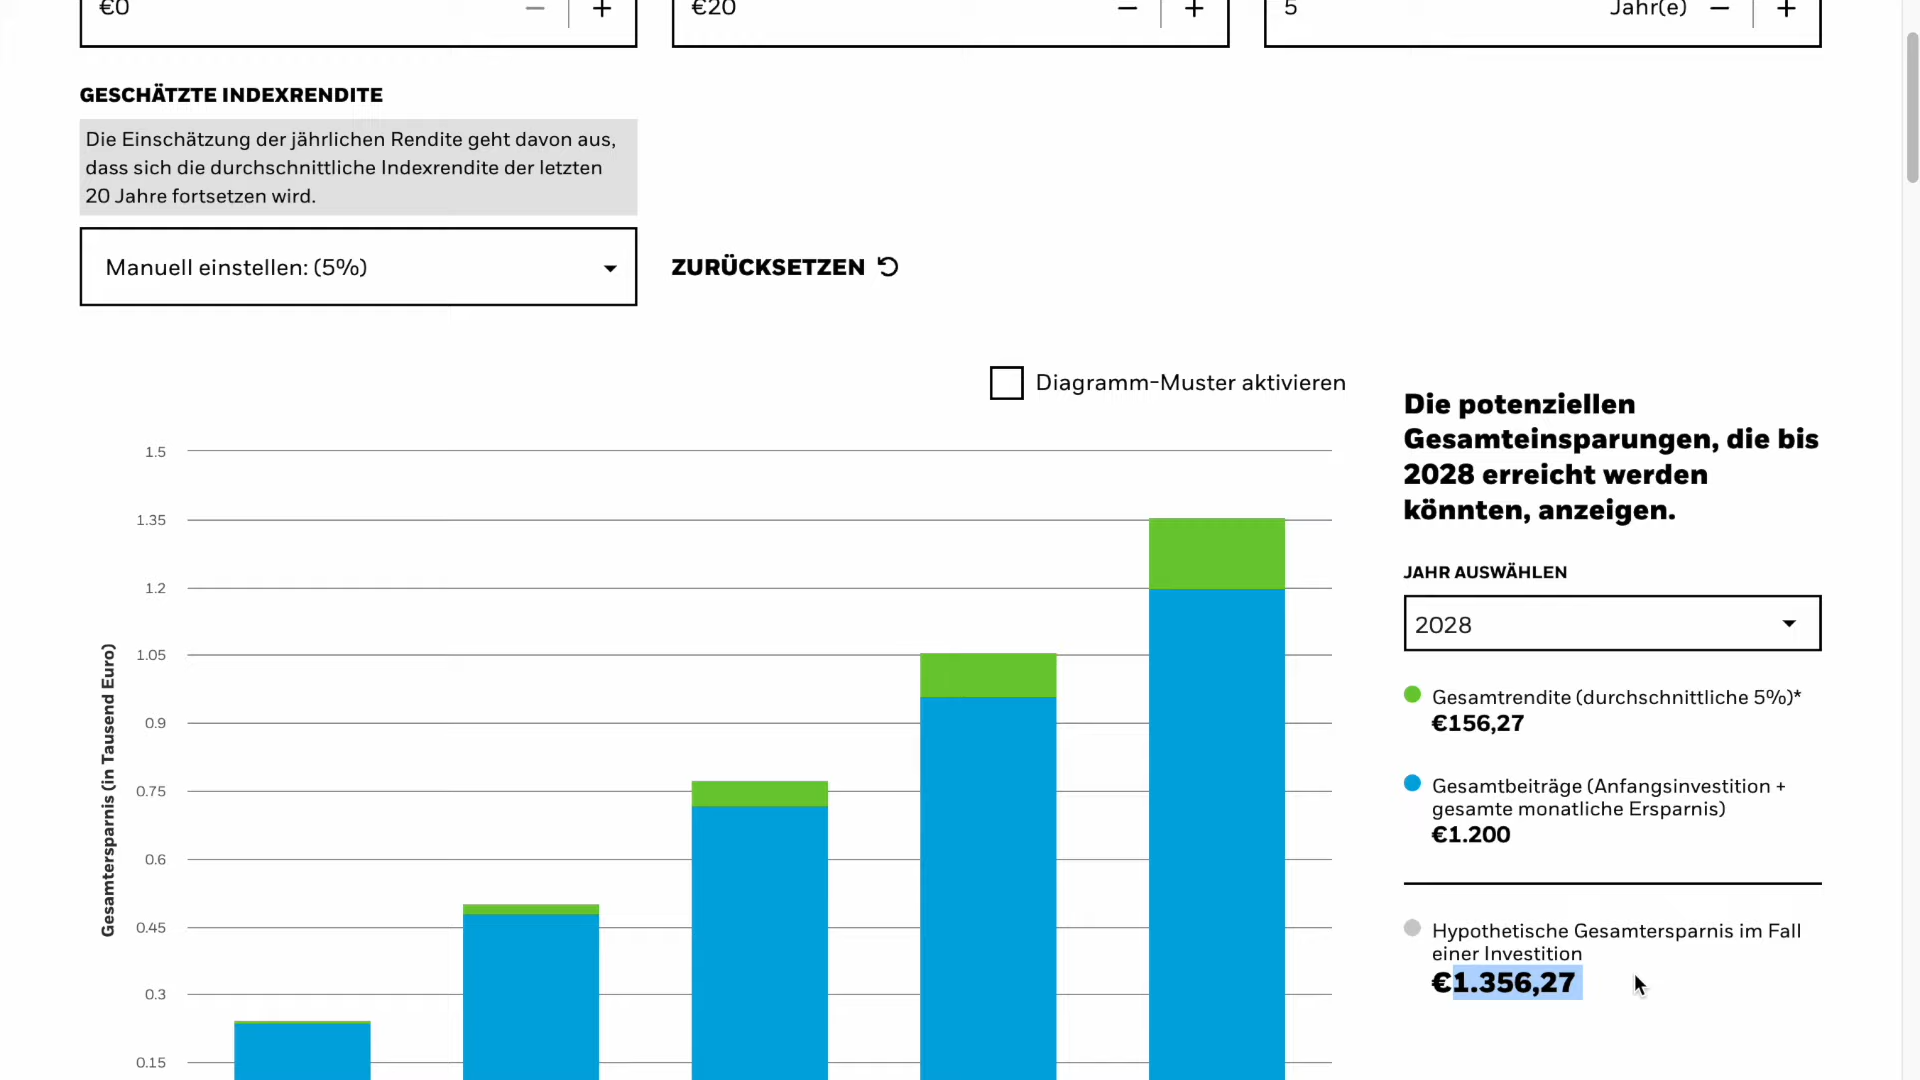 €0
€20
5 Jahr(e)
GESCHÄTZTE INDEXRENDITE
Die Einschätzung der jährlichen Rendite geht davon aus,
dass sich die durchschnittliche Indexrendite der letzten
20 Jahre fortsetzen wird.
Manuell einstellen: (5%)
ZURÜCKSETZEN
Diagramm-Muster aktivieren
Gesamtersparnis (in Tausend Euro)
1.5
1.35
1.2
1.05
0.9
0.75
0.6
0.45
0.3
0.15
Die potenziellen
Gesamteinsparungen, die bis
2028 erreicht werden
könnten, anzeigen.
JAHR AUSWÄHLEN
2028
Gesamtrendite (durchschnittliche 5%)*
€156,27
Gesamtbeiträge (Anfangsinvestition +
gesamte monatliche Ersparnis)
€1.200
Hypothetische Gesamtersparnis im Fall
einer Investition
€1.356,27